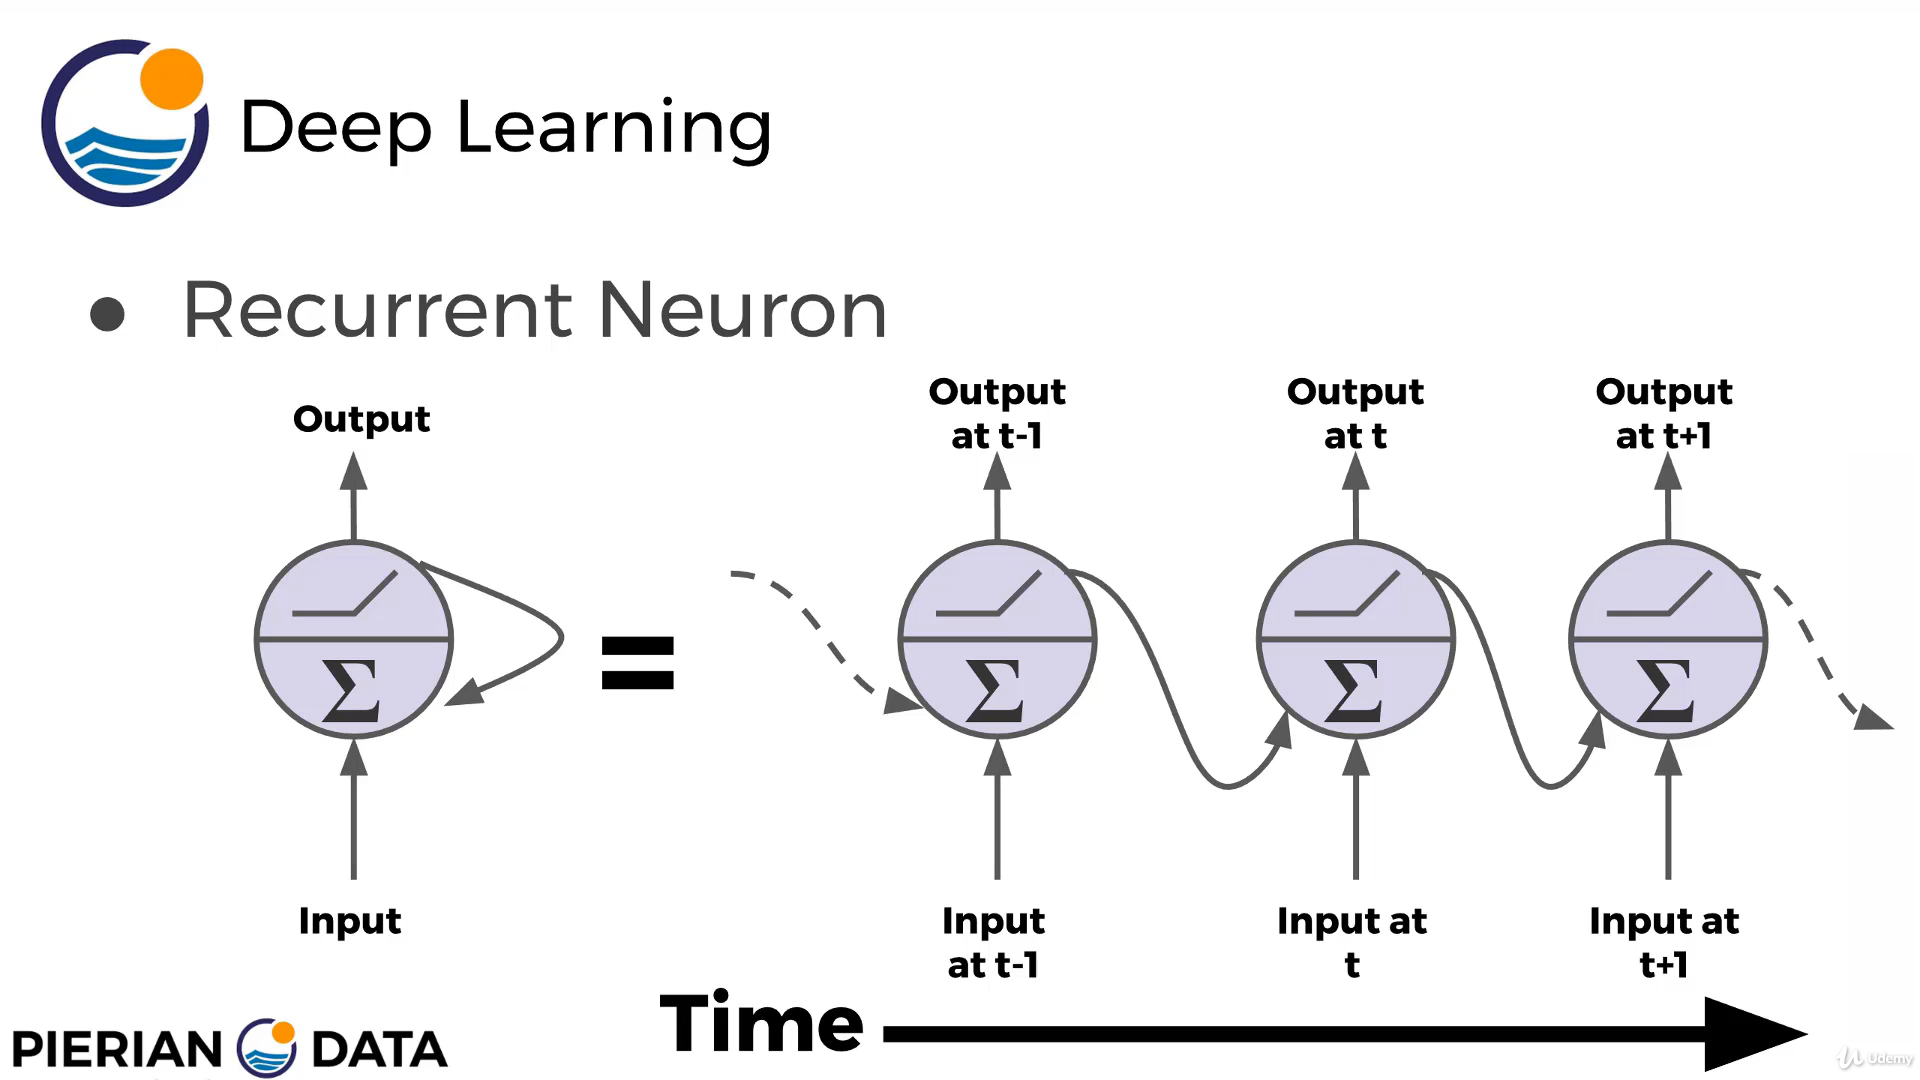 Deep Learning
● Recurrent Neuron
Output
Output
at t-1
Output
at t
Output
at t+1
Σ
=
Σ
Σ
Σ
Input
Input
at t-1
Input at
t
Input at
t+1
Time
PIERIAN DATA
Udemy